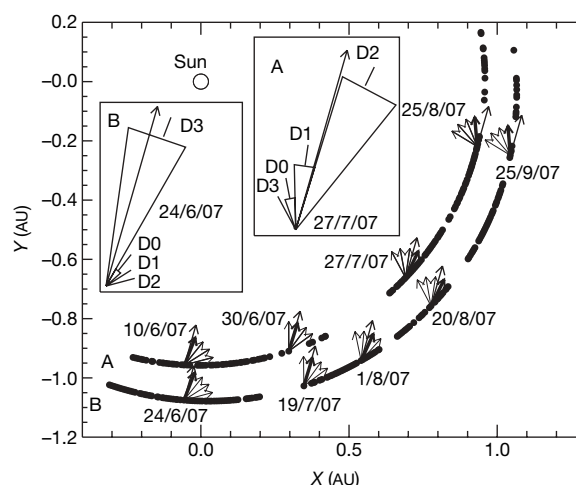 0.2
−0.0
−0.2
−0.4
−0.6
−0.8
−1.0
−1.2
Y (AU)
Sun
B
D3
24/6/07
D0
D1
D2
A
D2
D1
D0
D3
27/7/07
25/8/07
25/9/07
27/7/07
20/8/07
10/6/07
30/6/07
A
B
24/6/07
19/7/07
1/8/07
0.0
0.5
1.0
X (AU)